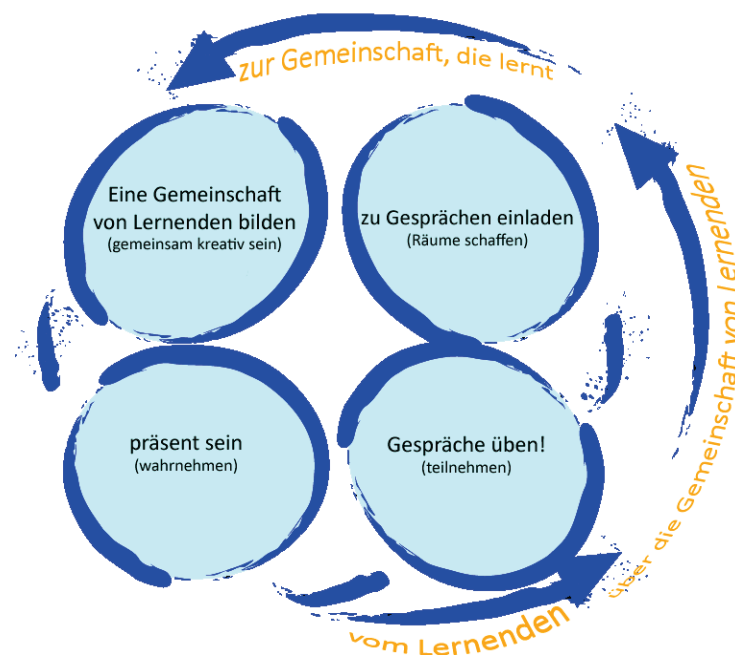 zur Gemeinschaft, die lernt
Eine Gemeinschaft
von Lernenden bilden
(gemeinsam kreativ sein)
zu Gesprächen einladen
(Räume schaffen)
präsent sein
(wahrnehmen)
Gespräche üben!
(teilnehmen)
vom Lernenden
über die Gemeinschaft von Lernenden